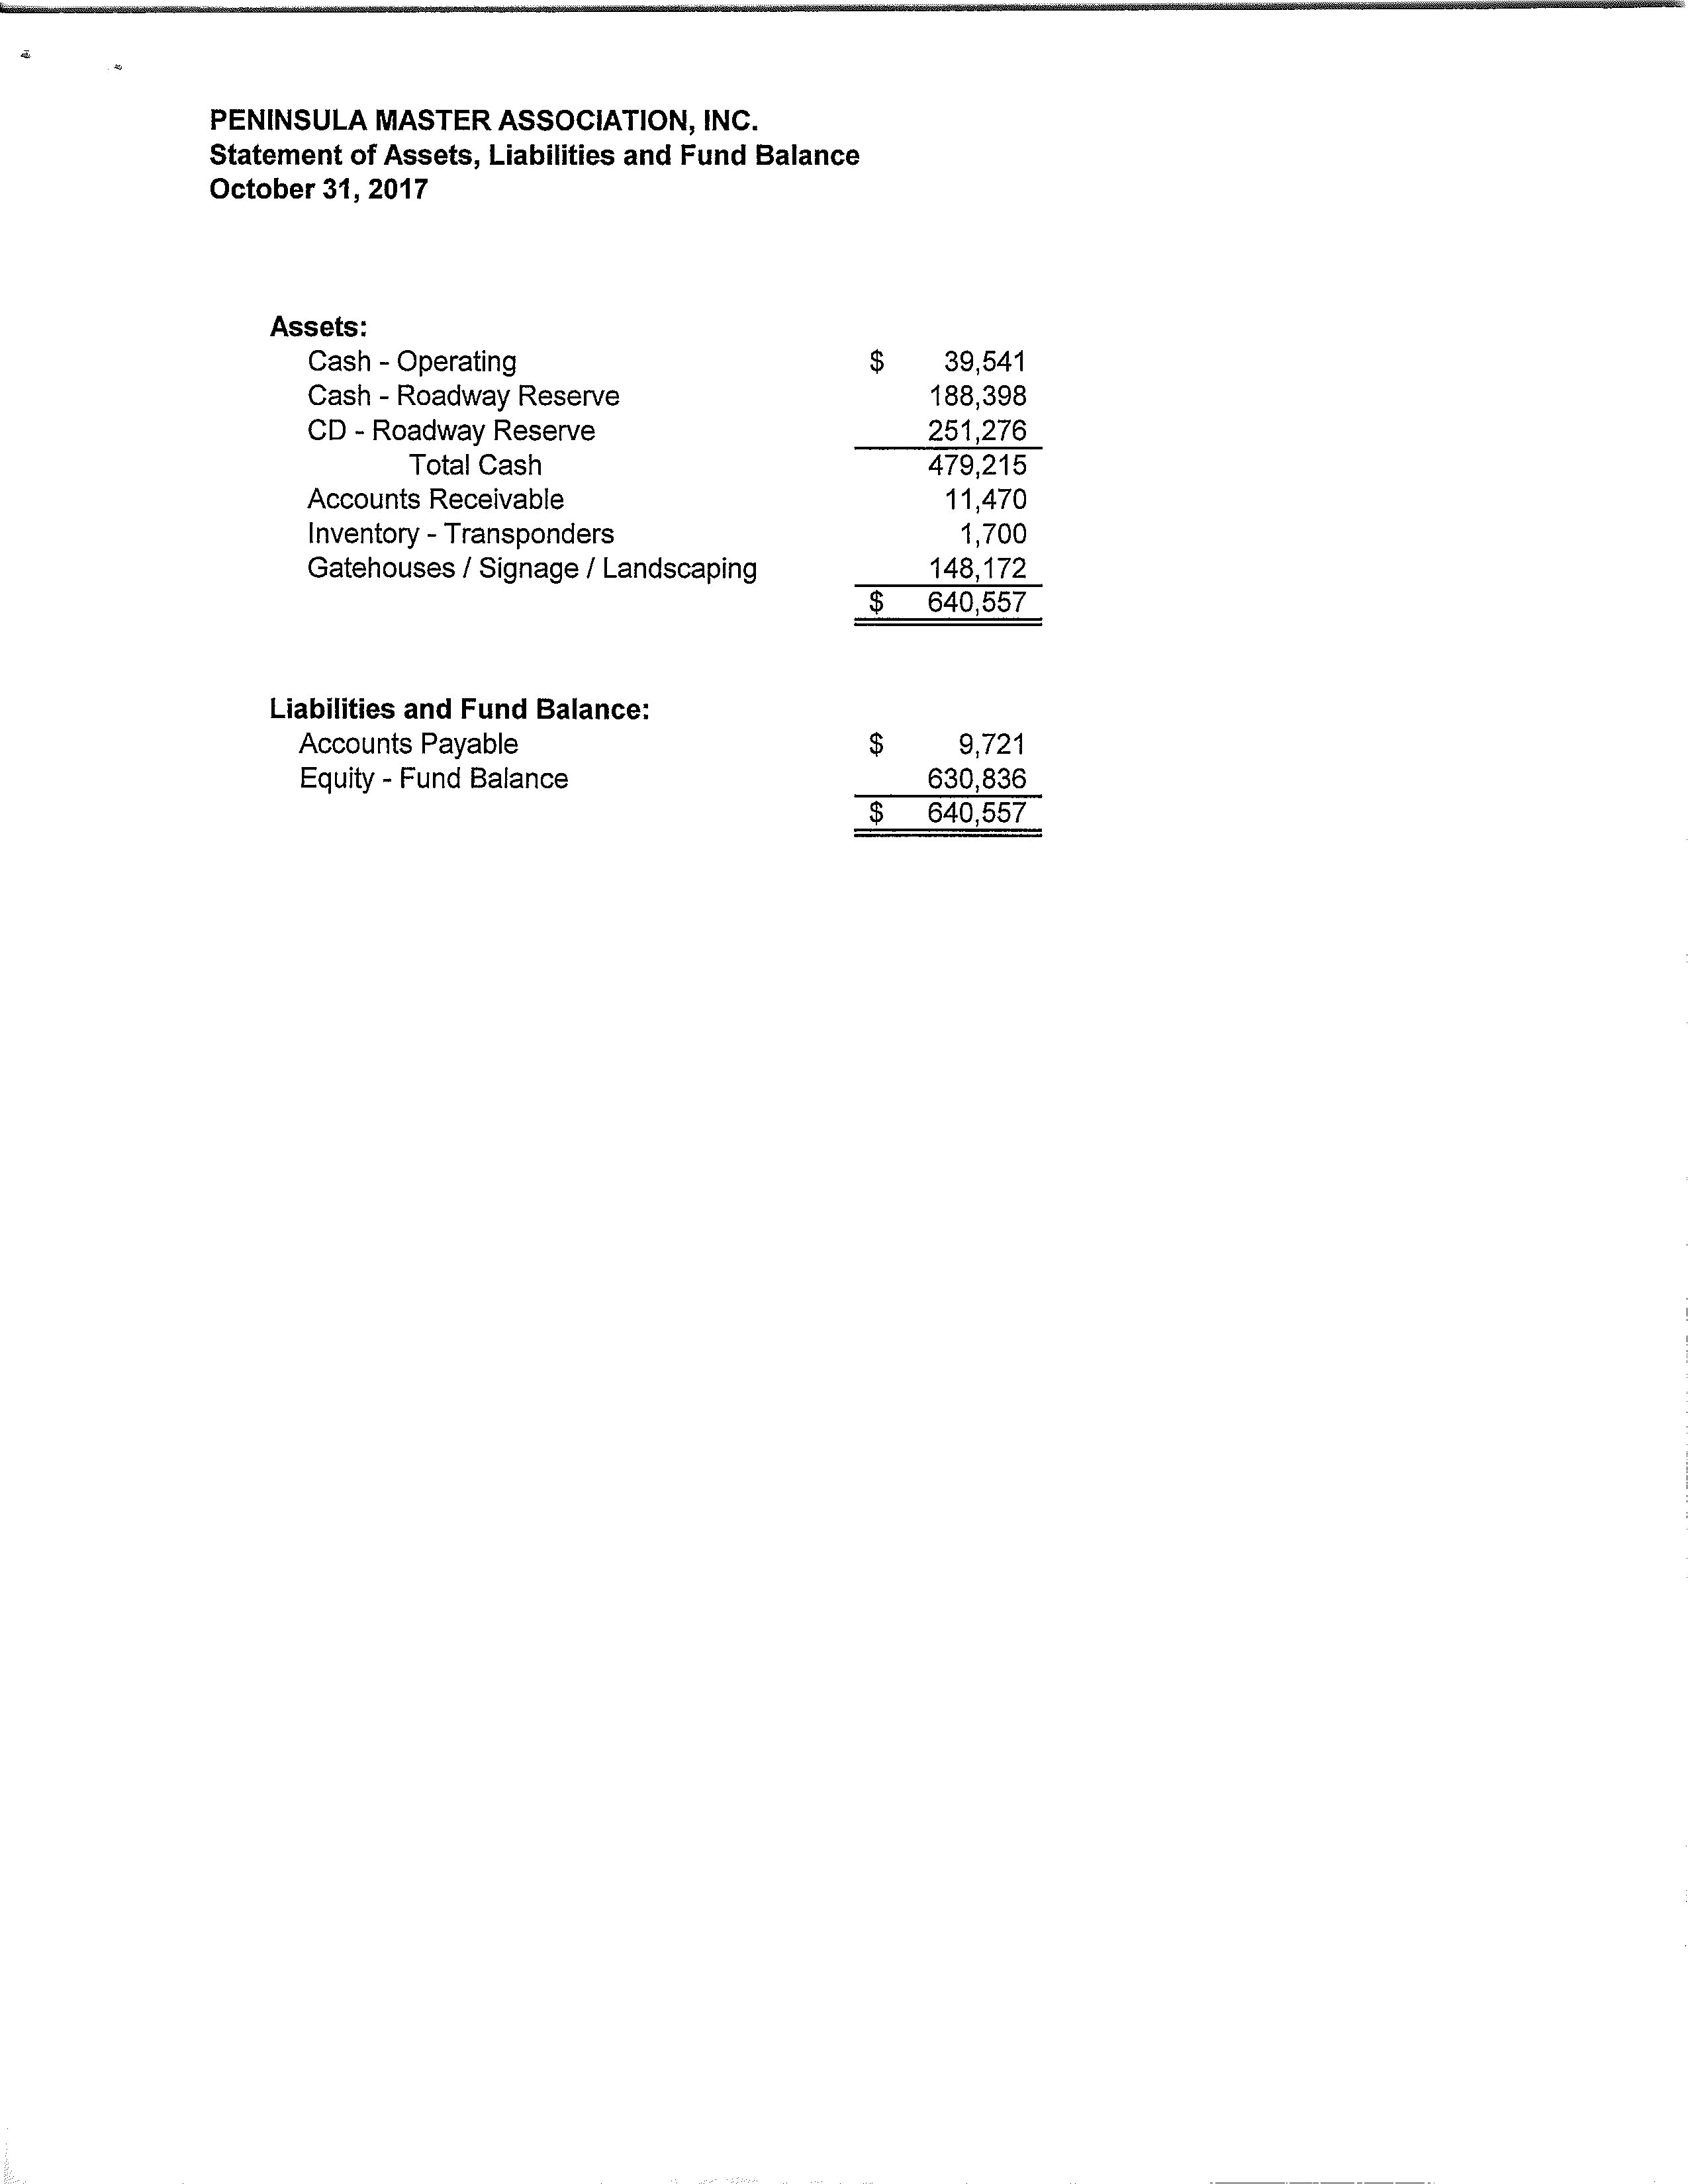 PENINSULA MASTER ASSOCIATION, INC.
Statement of Assets, Liabilities and Fund Balance
October 31, 2017
Assets:
Cash - Operating $ 39,541
Cash - Roadway Reserve 188,398
CD - Roadway Reserve 251,276
Total Cash 479,215
Accounts Receivable 11,470
Inventory - Transponders 1,700
Gatehouses / Signage / Landscaping 148,172
$ 640,557
Liabilities and Fund Balance:
Accounts Payable $ 9,721
Equity - Fund Balance 630,836
$ 640,557